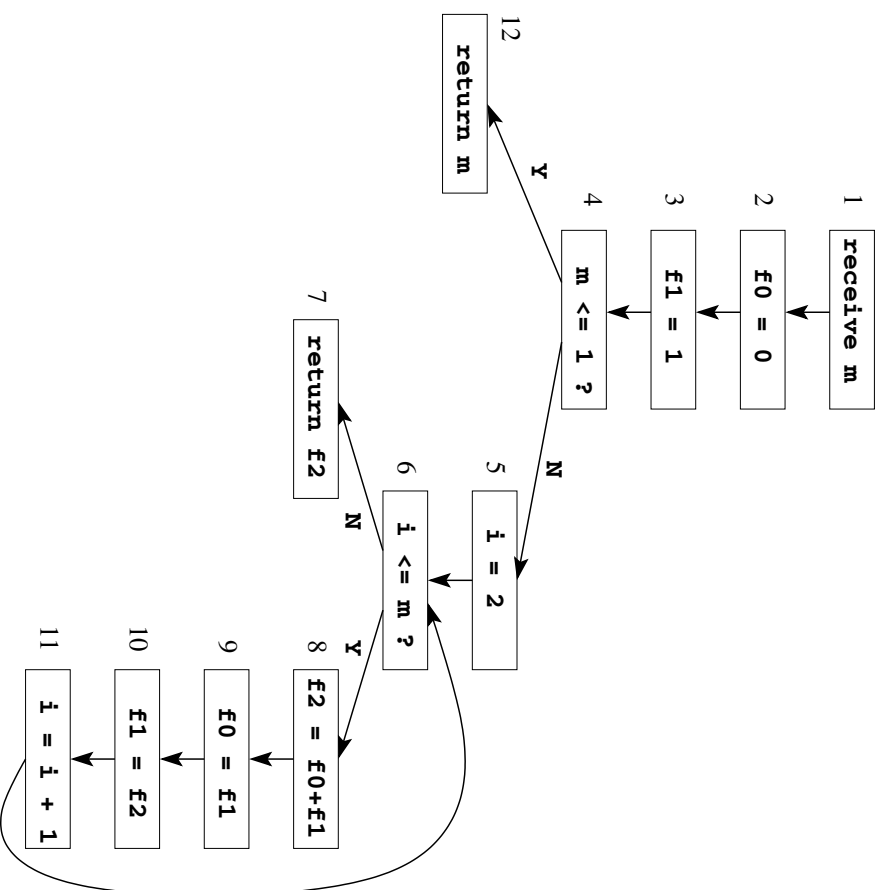 1 receive m
2 f0 = 0
3 f1 = 1
4 m <= 1 ?
Y
N
12 return m
5 i = 2
6 i <= m ?
N
Y
7 return f2
8 f2 = f0+f1
9 f0 = f1
10 f1 = f2
11 i = i + 1